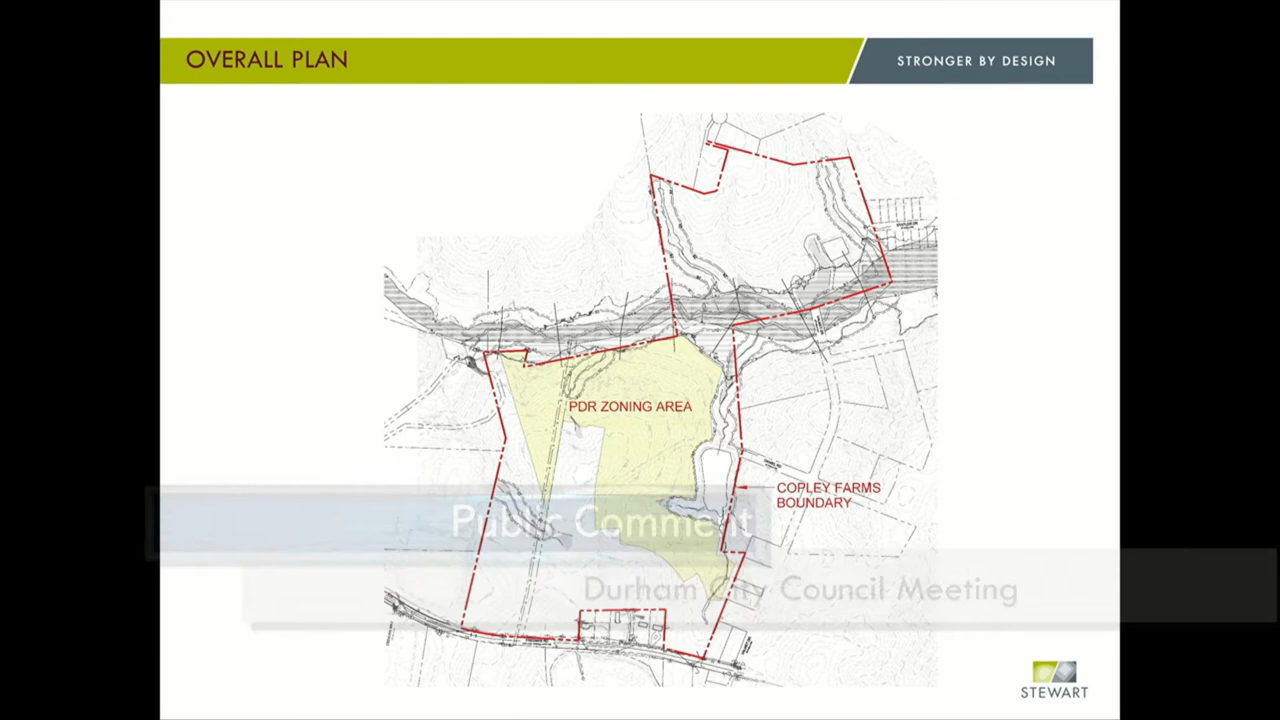 OVERALL PLAN
STRONGER BY DESIGN
PDR ZONING AREA
COPLEY FARMS
BOUNDARY
Public Comment
Durham City Council Meeting
STEWART